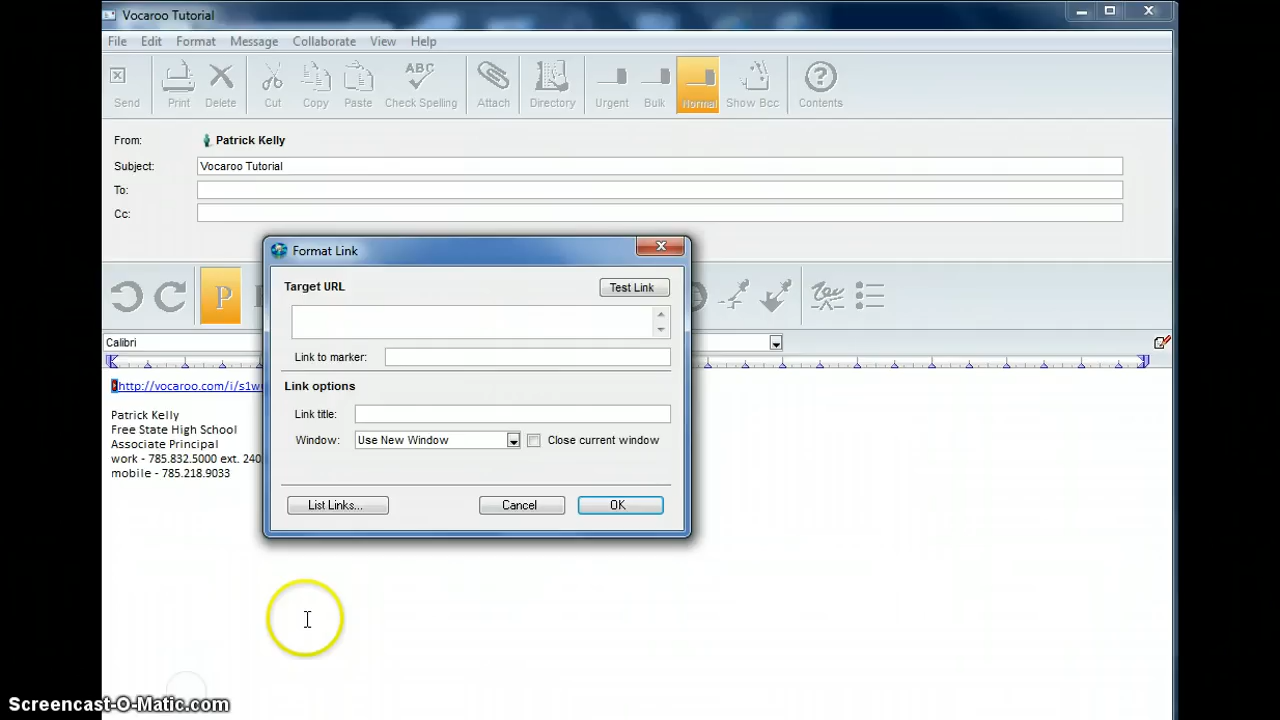 Vocaroo Tutorial
File Edit Format Message Collaborate View Help
Send Print Delete Cut Copy Paste Check Spelling Attach Directory Urgent Bulk Normal Show Bcc Contents
From: Patrick Kelly
Subject: Vocaroo Tutorial
To:
Cc:
Format Link
Target URL Test Link
Link to marker:
Link options
Link title:
Window: Use New Window Close current window
List Links... Cancel OK
P
Calibri
http://vocaroo.com/i/s1w
Patrick Kelly
Free State High School
Associate Principal
work - 785.832.5000 ext. 240
mobile - 785.218.9033
Screencast-O-Matic.com